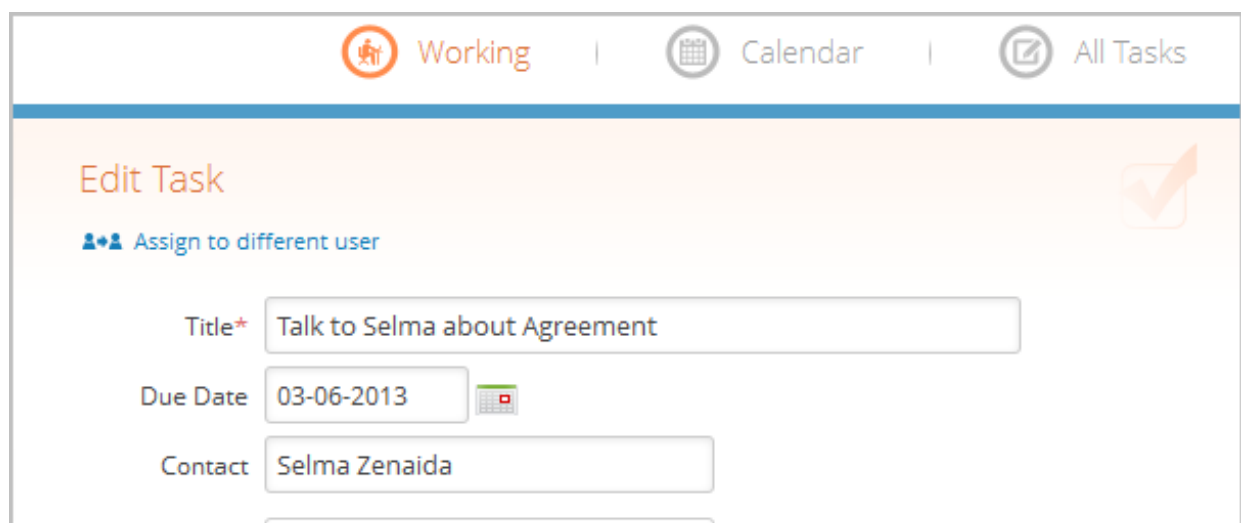 Working | Calendar | All Tasks
Edit Task
Assign to different user
Title* Talk to Selma about Agreement
Due Date 03-06-2013
Contact Selma Zenaida